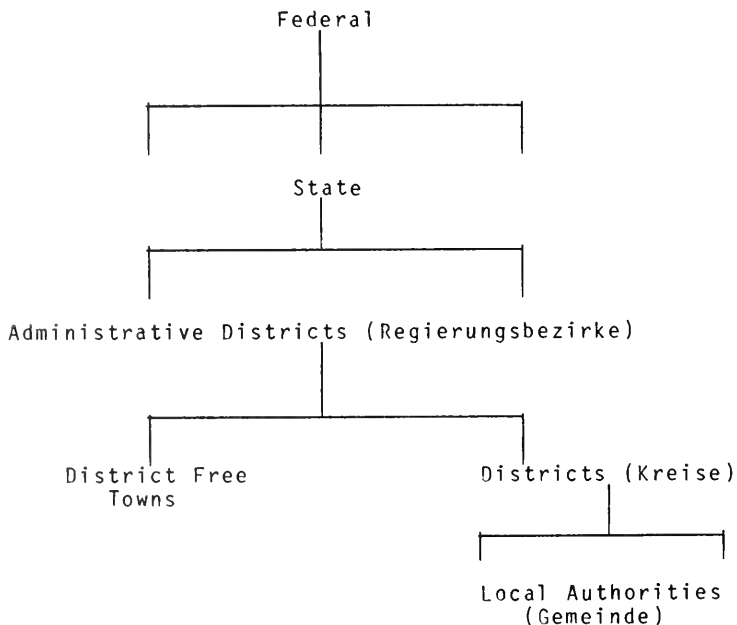 Federal
State
Administrative Districts (Regierungsbezirke)
District Free
Towns
Districts (Kreise)
Local Authorities
(Gemeinde)